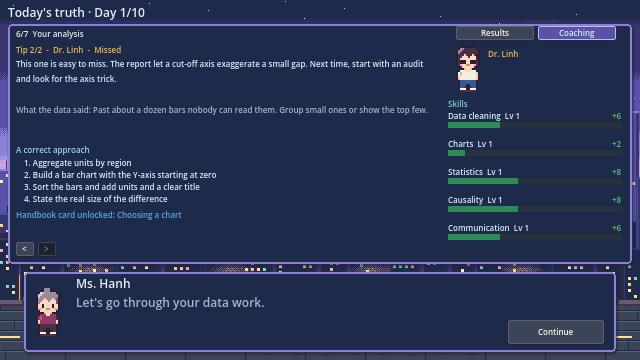 Today's truth · Day 1/10
6/7 Your analysis
Results
Coaching
Tip 2/2 - Dr. Linh - Missed
This one is easy to miss. The report let a cut-off axis exaggerate a small gap. Next time, start with an audit
and look for the axis trick.
Dr. Linh
What the data said: Past about a dozen bars nobody can read them. Group small ones or show the top few.
A correct approach
1. Aggregate units by region
2. Build a bar chart with the Y-axis starting at zero
3. Sort the bars and add units and a clear title
4. State the real size of the difference
Handbook card unlocked: Choosing a chart
< >
Skills
Data cleaning Lv 1 +6
Charts Lv 1 +2
Statistics Lv 1 +8
Causality Lv 1 +8
Communication Lv 1 +6
Ms. Hanh
Let's go through your data work.
Continue